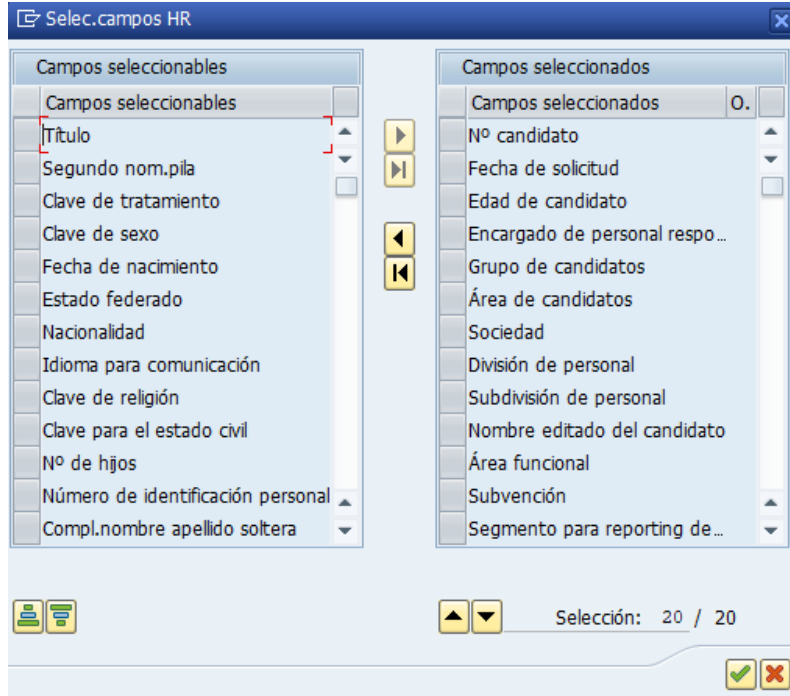 Selec.campos HR
Campos seleccionables
Campos seleccionables
Título
Segundo nom.pila
Clave de tratamiento
Clave de sexo
Fecha de nacimiento
Estado federado
Nacionalidad
Idioma para comunicación
Clave de religión
Clave para el estado civil
Nº de hijos
Número de identificación personal
Compl.nombre apellido soltera
Campos seleccionados
Campos seleccionados O.
Nº candidato
Fecha de solicitud
Edad de candidato
Encargado de personal respo...
Grupo de candidatos
Área de candidatos
Sociedad
División de personal
Subdivisión de personal
Nombre editado del candidato
Área funcional
Subvención
Segmento para reporting de...
Selección: 20 / 20